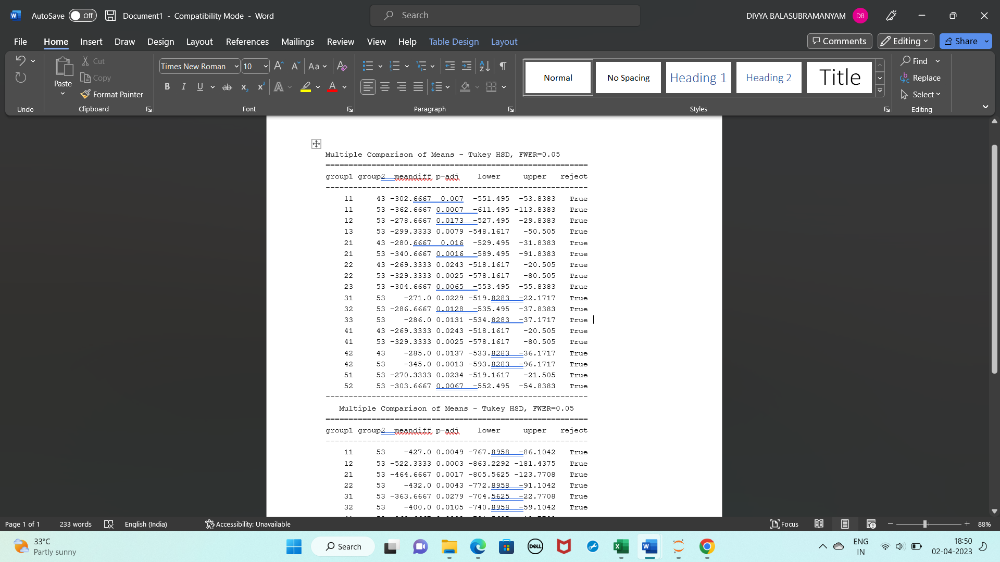 AutoSave Off Document1 - Compatibility Mode - Word Search DIVYA BALASUBRAMANYAM DB
File Home Insert Draw Design Layout References Mailings Review View Help Table Design Layout Comments Editing Share
Paste Cut Copy Format Painter
Times New Roman 10
Normal No Spacing Heading 1 Heading 2 Title
Find Replace Select
Undo Clipboard Font Paragraph Styles Editing
Multiple Comparison of Means - Tukey HSD, FWER=0.05
=========================================================
group1 group2 meandiff p-adj lower upper reject
---------------------------------------------------------
11 43 -302.6667 0.007 -551.495 -53.8383 True
11 53 -362.6667 0.0007 -611.495 -113.8383 True
12 53 -278.6667 0.0173 -527.495 -29.8383 True
13 53 -299.3333 0.0079 -548.1617 -50.505 True
21 43 -280.6667 0.016 -529.495 -31.8383 True
21 53 -340.6667 0.0016 -589.495 -91.8383 True
22 43 -269.3333 0.0243 -518.1617 -20.505 True
22 53 -329.3333 0.0025 -578.1617 -80.505 True
23 53 -304.6667 0.0065 -553.495 -55.8383 True
31 53 -271.0 0.0229 -519.8283 -22.1717 True
32 53 -286.6667 0.0128 -535.495 -37.8383 True
33 53 -286.0 0.0131 -534.8283 -37.1717 True
41 43 -269.3333 0.0243 -518.1617 -20.505 True
41 53 -329.3333 0.0025 -578.1617 -80.505 True
42 43 -285.0 0.0137 -533.8283 -36.1717 True
42 53 -345.0 0.0013 -593.8283 -96.1717 True
51 53 -270.3333 0.0234 -519.1617 -21.505 True
52 53 -303.6667 0.0067 -552.495 -54.8383 True
---------------------------------------------------------
Multiple Comparison of Means - Tukey HSD, FWER=0.05
=========================================================
group1 group2 meandiff p-adj lower upper reject
---------------------------------------------------------
11 53 -427.0 0.0049 -767.8958 -86.1042 True
12 53 -522.3333 0.0003 -863.2292 -181.4375 True
21 53 -464.6667 0.0017 -805.5625 -123.7708 True
22 53 -432.0 0.0043 -772.8958 -91.1042 True
31 53 -363.6667 0.0279 -704.5625 -22.7708 True
32 53 -400.0 0.0105 -740.8958 -59.1042 True
Page 1 of 1 233 words English (India) Accessibility: Unavailable Focus 88%
33°C
Partly sunny
Search
DELL
ENG
IN
18:50
02-04-2023